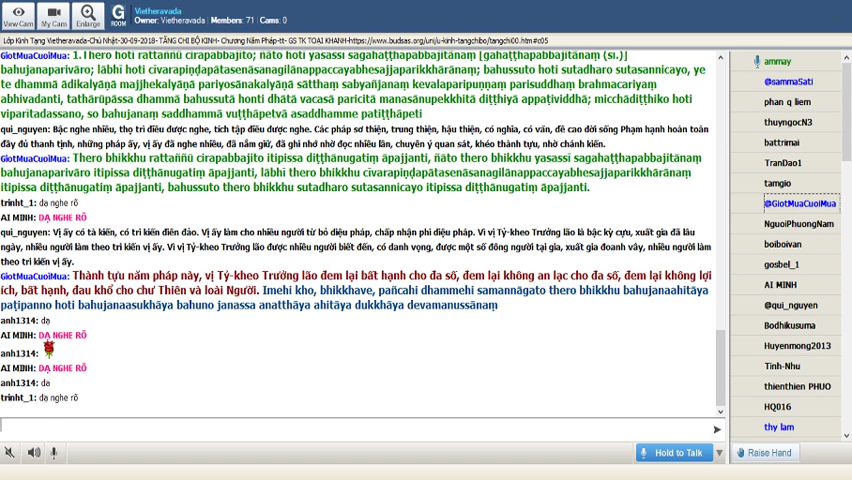 View Cam
My Cam
Enlarge
G
ROOM
Vietheravada
Owner: Vietheravada | Members: 71 | Cams: 0
Lớp Kinh Tạng Vietheravada-Chủ Nhật-30-09-2018- TĂNG CHI BỘ KINH- Chương Năm Pháp-tt- GS TK TOẠI KHANH-https://www.budsas.org/uni/u-kinh-tangchibo/tangch00.htm#c05
GiotMuaCuoiMua: 1.Thero hoti rattaññū cirapabbajito; ñāto hoti yasassī sagahaṭṭhapabbajitānaṃ [gahaṭṭhapabbajitānaṃ (sī.)]
bahujanaparivāro; lābhī hoti cīvarapiṇḍapātasenāsanagilānappaccayabhesajjaparikkhārānaṃ; bahussuto hoti sutadharo sutasannicayo, ye
te dhammā ādikalyāṇā majjhekalyāṇā pariyosānakalyāṇā sātthaṃ sabyañjanaṃ kevalaparipuṇṇaṃ parisuddhaṃ brahmacariyaṃ
abhivadanti, tathārūpāssa dhammā bahussutā honti dhātā vacasā paricitā manasānupekkhitā diṭṭhiyā appaṭividdhā; micchādiṭṭhiko hoti
viparītadassano, so bahujanaṃ saddhammā vuṭṭhāpetvā asaddhamme patiṭṭhāpeti
qui_nguyen: Bậc nghe nhiều, thọ trì điều được nghe, tích tập điều được nghe. Các pháp sơ thiện, trung thiện, hậu thiện, có nghĩa, có văn, đề cao đời sống Phạm hạnh hoàn toàn
đầy đủ thanh tịnh, những pháp ấy, vị ấy đã nghe nhiều, đã nắm giữ, đã ghi nhớ nhờ đọc nhiều lần, chuyên ý quan sát, khéo thành tựu, nhờ chánh kiến.
GiotMuaCuoiMua: Thero bhikkhu rattaññū cirapabbajito itipissa diṭṭhānugatiṃ āpajjanti, ñāto thero bhikkhu yasassī sagahaṭṭhapabbajitānaṃ
bahujanaparivāro itipissa diṭṭhānugatiṃ āpajjanti, lābhī thero bhikkhu cīvarapiṇḍapātasenāsanagilānappaccayabhesajjaparikkhārānaṃ
itipissa diṭṭhānugatiṃ āpajjanti, bahussuto thero bhikkhu sutadharo sutasannicayo itipissa diṭṭhānugatiṃ āpajjanti.
trinht_1: dạ nghe rõ
AI MINH: DẠ NGHE RÕ
qui_nguyen: Vị ấy có tà kiến, có tri kiến điên đảo. Vị ấy làm cho nhiều người từ bỏ diệu pháp, chấp nhận phi diệu pháp. Vì vị Tỷ-kheo Trưởng lão là bậc kỳ cựu, xuất gia đã lâu
ngày, nhiều người làm theo tri kiến vị ấy. Vì vị Tỷ-kheo Trưởng lão được nhiều người biết đến, có danh vọng, được một số đông người tại gia, xuất gia đoanh vây, nhiều người làm
theo tri kiến vị ấy.
GiotMuaCuoiMua: Thành tựu năm pháp này, vị Tỷ-kheo Trưởng lão đem lại bất hạnh cho đa số, đem lại không an lạc cho đa số, đem lại không lợi
ích, bất hạnh, đau khổ cho chư Thiên và loài Người. Imehi kho, bhikkhave, pañcahi dhammehi samannāgato thero bhikkhu bahujanaahitāya
paṭipanno hoti bahujanaasukhāya bahuno janassa anatthāya ahitāya dukkhāya devamanussānaṃ
anh1314: dạ
AI MINH: DẠ NGHE RÕ
anh1314:
AI MINH: DẠ NGHE RÕ
anh1314: da
trinht_1: dạ nghe rõ
Hold to Talk
Raise Hand
ammay
@sammaSati
phan q liem
thuyngocN3
battrimai
TranDao1
tamgio
@GiotMuaCuoiMua
NguoiPhuongNam
boiboivan
gosbel_1
@qui_nguyen
Bodhikusuma
Huyenmong2013
Tinh-Nhu
thienthien PHUO
HQ016
thy lam